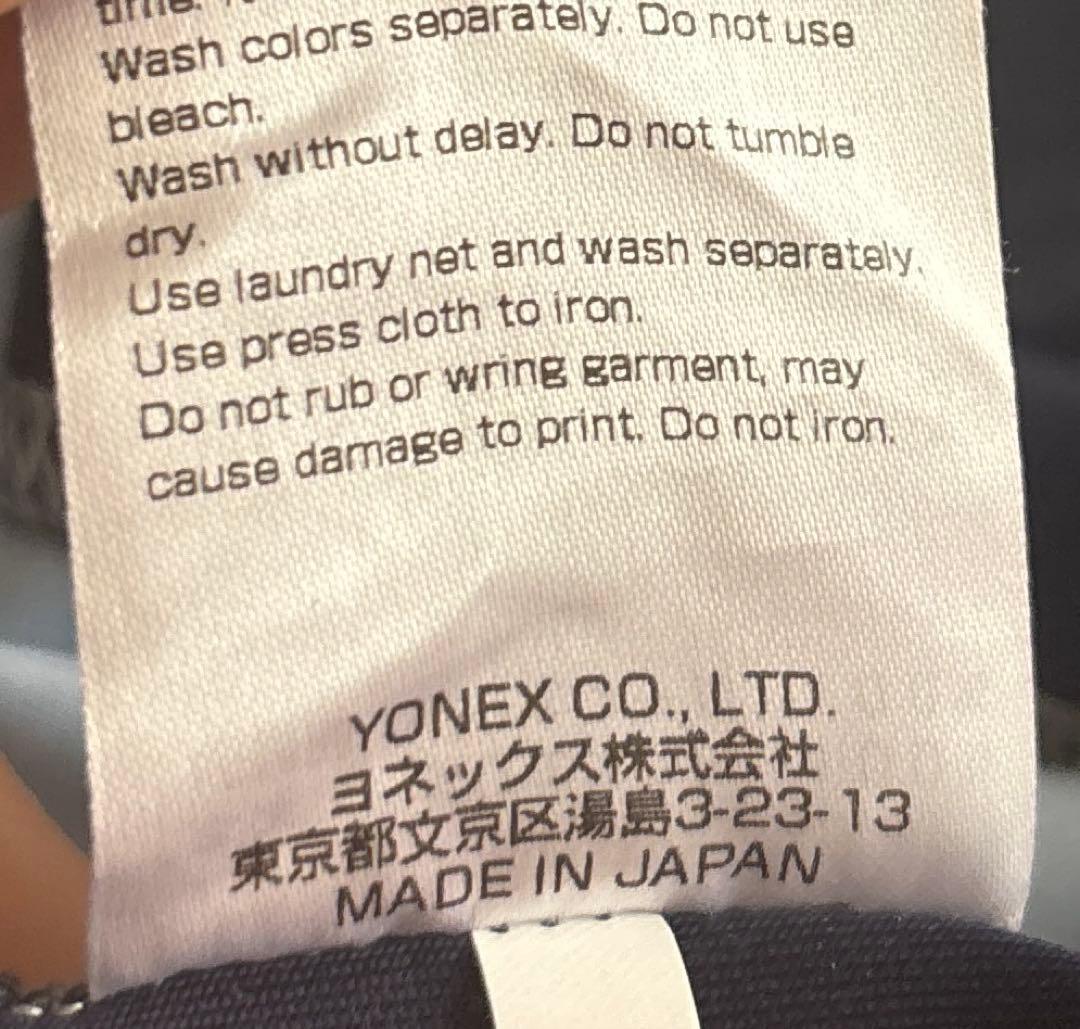 time.
Wash colors separately. Do not use
bleach.
Wash without delay. Do not tumble
dry.
Use laundry net and wash separately.
Use press cloth to iron.
Do not rub or wring garment, may
cause damage to print. Do not iron.
YONEX CO., LTD.
ヨネックス株式会社
東京都文京区湯島3-23-13
MADE IN JAPAN